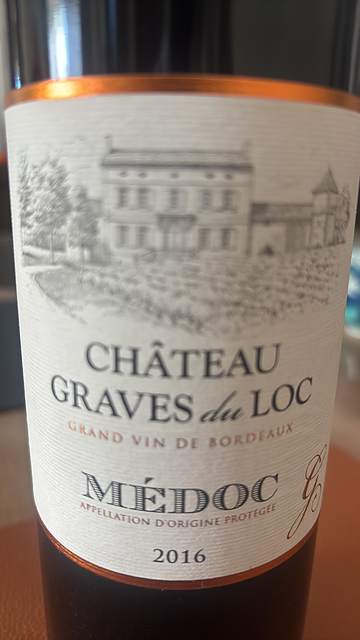 CHÂTEAU
GRAVES du LOC
GRAND VIN DE BORDEAUX
MÉDOC
APPELLATION D'ORIGINE PROTÉGÉE
G
2016